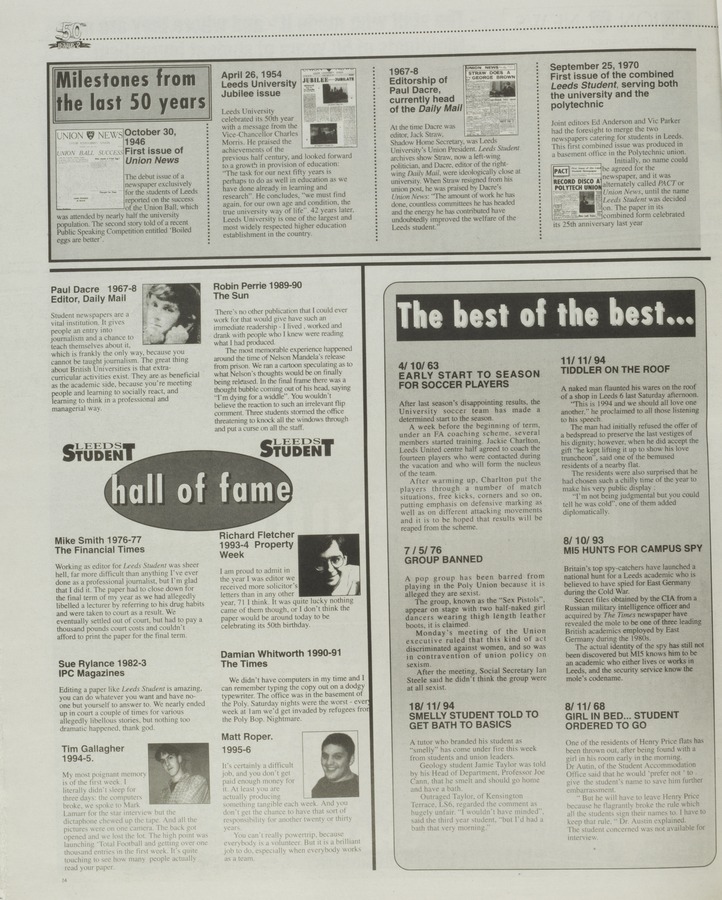 50
Milestones from
the last 50 years
UNION NEWS
UNION BALL SUCCESS
October 30,
1946
First issue of
Union News
The debut issue of a
newspaper exclusively
for the students of Leeds
reported on the success
of the Union Ball, which
was attended by nearly half the university
population. The second story told of a recent
Public Speaking Competition entitled 'Boiled
eggs are better'.
April 26, 1954
Leeds University
Jubilee issue
JUBILEE
Leeds University
celebrated its 50th year
with a message from the
Vice-Chancellor Charles
Morris. He praised the
achievements of the
previous half century, and looked forward
to a growth in provision of education:
"The task for our next fifty years is
perhaps to do as well in education as we
have done already in learning and
research". He concludes, "we must find
again, for our own age and condition, the
true university way of life". 42 years later,
Leeds University is one of the largest and
most widely respected higher education
establishment in the country.
1967-8
Editorship of
Paul Dacre,
currently head
of the Daily Mail
UNION NEWS
STRAW DOES A
GEORGE BROWN
At the time Dacre was
editor, Jack Straw,
Shadow Home Secretary, was Leeds
University's Union President. Leeds Student
archives show Straw, now a left-wing
politician, and Dacre, editor of the right-
wing Daily Mail, were ideologically close at
university. When Straw resigned from his
union post, he was praised by Dacre's
Union News: "The amount of work he has
done, countless committees he has headed
and the energy he has contributed have
undoubtedly improved the welfare of the
Leeds student."
September 25, 1970
First issue of the combined
Leeds Student, serving both
the university and the
polytechnic
Joint editors Ed Anderson and Vic Parker
had the foresight to merge the two
newspapers catering for students in Leeds.
This first combined issue was produced in
a basement office in the Polytechnic union.
Initially, no name could
be agreed for the
newspaper, and it was
alternately called PACT or
Union News, until the name
Leeds Student was decided
on. The paper in its
combined form celebrated
its 25th anniversary last year
PACT
RECORD DISCO AT
POLYTECH UNION
Paul Dacre 1967-8
Editor, Daily Mail
Student newspapers are a
vital institution. It gives
people an entry into
journalism and a chance to
teach themselves about it,
which is frankly the only way, because you
cannot be taught journalism. The great thing
about British Universities is that extra-
curricular activities exist. They are as beneficial
as the academic side, because you're meeting
people and learning to socially react, and
learning to think in a professional and
managerial way.
Robin Perrie 1989-90
The Sun
There's no other publication that I could ever
work for that would give have such an
immediate readership - I lived , worked and
drank with people who I knew were reading
what I had produced.
The most memorable experience happened
around the time of Nelson Mandela's release
from prison. We ran a cartoon speculating as to
what Nelson's thoughts would be on finally
being released. In the final frame there was a
thought bubble coming out of his head, saying
"I'm dying for a widdle". You wouldn't
believe the reaction to such an irrelevant flip
comment. Three students stormed the office
threatening to knock all the windows through
and put a curse on all the staff.
LEEDS
STUDENT
LEEDS
STUDENT
hall of fame
Mike Smith 1976-77
The Financial Times
Working as editor for Leeds Student was sheer
hell, far more difficult than anything I've ever
done as a professional journalist, but I'm glad
that I did it. The paper had to close down for
the final term of my year as we had allegedly
libelled a lecturer by referring to his drug habits
and were taken to court as a result. We
eventually settled out of court, but had to pay a
thousand pounds court costs and couldn't
afford to print the paper for the final term.
Richard Fletcher
1993-4 Property
Week
I am proud to admit in
the year I was editor we
received more solicitor's
letters than in any other
year, 71 I think. It was quite lucky nothing
came of them though, or I don't think the
paper would be around today to be
celebrating its 50th birthday.
Sue Rylance 1982-3
IPC Magazines
Editing a paper like Leeds Student is amazing,
you can do whatever you want and have no-
one but yourself to answer to. We nearly ended
up in court a couple of times for various
allegedly libellous stories, but nothing too
dramatic happened, thank god.
Damian Whitworth 1990-91
The Times
We didn't have computers in my time and I
can remember typing the copy out on a dodgy
typewriter. The office was in the basement of
the Poly. Saturday nights were the worst - every
week at 1am we'd get invaded by refugees from
the Poly Bop. Nightmare.
Tim Gallagher
1994-5.
My most poignant memory
is of the first week. I
literally didn't sleep for
three days: the computers
broke, we spoke to Mark
Lamarr for the star interview but the
dictaphone chewed up the tape. And all the
pictures were on one camera. The back got
opened and we lost the lot. The high point was
launching 'Total Football and getting over one
thousand entries in the first week. It's quite
touching to see how many people actually
read your paper.
Matt Roper.
1995-6
It's certainly a difficult
job, and you don't get
paid enough money for
it. At least you are
actually producing
something tangible each week. And you
don't get the chance to have that sort of
responsibility for another twenty or thirty
years.
You can't really powertrip, because
everybody is a volunteer. But it is a brilliant
job to do, especially when everybody works
as a team.
The best of the best...
4/ 10/ 63
EARLY START TO SEASON
FOR SOCCER PLAYERS
After last season's disappointing results, the
University soccer team has made a
determined start to the season.
A week before the beginning of term,
under an FA coaching scheme, several
members started training. Jackie Charlton,
Leeds United centre half agreed to coach the
fourteen players who were contacted during
the vacation and who will form the nucleus
of the team.
After warming up, Charlton put the
players through a number of match
situations, free kicks, corners and so on,
putting emphasis on defensive marking as
well as on different attacking movements
and it is to be hoped that results will be
reaped from the scheme.
7 / 5/ 76
GROUP BANNED
A pop group has been barred from
playing in the Poly Union because it is
alleged they are sexist.
The group, known as the "Sex Pistols",
appear on stage with two half-naked girl
dancers wearing thigh length leather
boots, it is claimed.
Monday's meeting of the Union
executive ruled that this kind of act
discriminated against women, and so was
in contravention of union policy on
sexism.
After the meeting, Social Secretary Ian
Steele said he didn't think the group were
at all sexist.
18/ 11/ 94
SMELLY STUDENT TOLD TO
GET BATH TO BASICS
A tutor who branded his student as
"smelly" has come under fire this week
from students and union leaders.
Geology student Jamie Taylor was told
by his Head of Department, Professor Joe
Cann, that he smelt and should go home
and have a bath.
Outraged Taylor, of Kensington
Terrace, LS6, regarded the comment as
hugely unfair. "I wouldn't have minded",
said the third year student, "but I'd had a
bath that very morning."
11/ 11/ 94
TIDDLER ON THE ROOF
A naked man flaunted his wares on the roof
of a shop in Leeds 6 last Saturday afternoon.
"This is 1994 and we should all love one
another," he proclaimed to all those listening
to his speech.
The man had initially refused the offer of
a bedspread to preserve the last vestiges of
his dignity; however, when he did accept the
gift "he kept lifting it up to show his love
truncheon", said one of the bemused
residents of a nearby flat.
The residents were also surprised that he
had chosen such a chilly time of the year to
make his very public display.
"I'm not being judgmental but you could
tell he was cold", one of them added
diplomatically.
8/ 10/ 93
MI5 HUNTS FOR CAMPUS SPY
Britain's top spy-catchers have launched a
national hunt for a Leeds academic who is
believed to have spied for East Germany
during the Cold War.
Secret files obtained by the CIA from a
Russian military intelligence officer and
acquired by The Times newspaper have
revealed the mole to be one of three leading
British academics employed by East
Germany during the 1980s.
The actual identity of the spy has still not
been discovered but MI5 knows him to be
an academic who either lives or works in
Leeds, and the security service know the
mole's codename.
8/ 11/ 68
GIRL IN BED... STUDENT
ORDERED TO GO
One of the residents of Henry Price flats has
been thrown out, after being found with a
girl in his room early in the morning.
Dr Austin, of the Student Accommodation
Office said that he would 'prefer not ' to
give the student's name to save him further
embarrassment.
"But he will have to leave Henry Price
because he flagrantly broke the rule which
all the students sign their names to. I have to
keep that rule, " Dr. Austin explained.
The student concerned was not available for
interview.
14